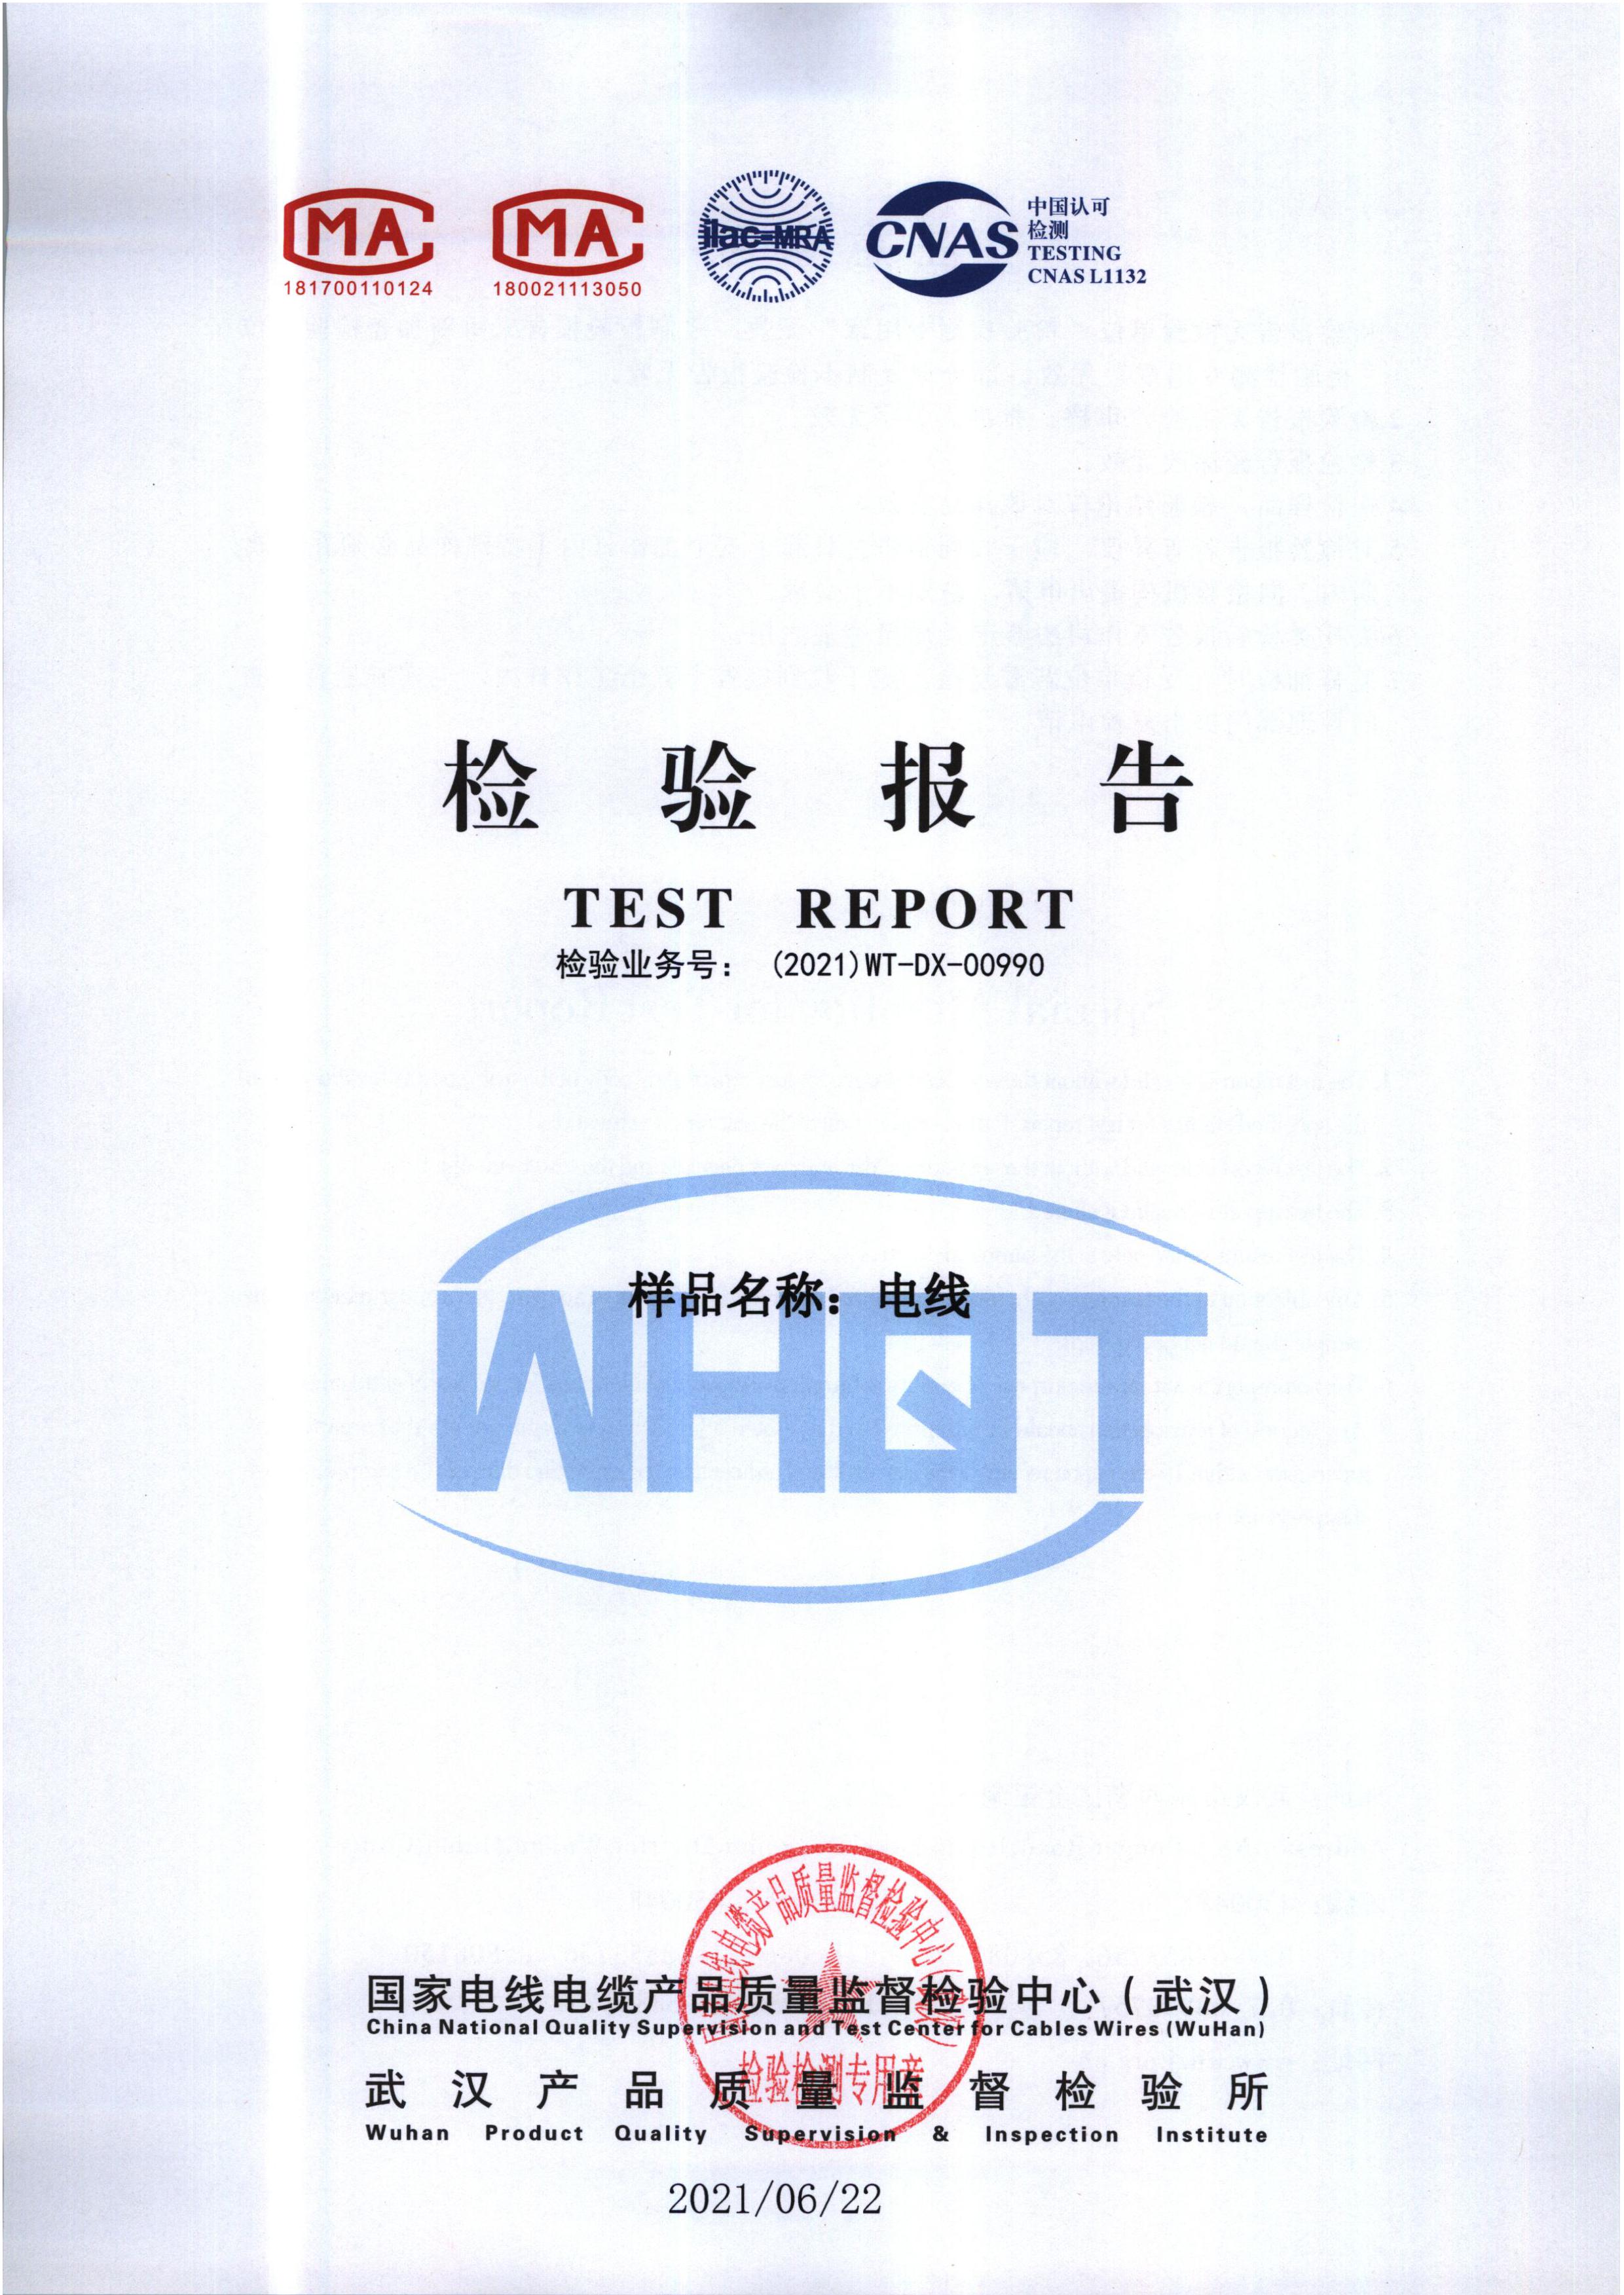 MA
181700110124
MA
180021113050
ilac-MRA
CNAS
中国认可
检测
TESTING
CNAS L1132
检验报告
TEST REPORT
检验业务号：(2021)WT-DX-00990
样品名称：电线
WHQT
国家电线电缆产品质量监督检验中心（武汉）
China National Quality Supervision and Test Center for Cables Wires (WuHan)
武汉产品质量监督检验所
Wuhan Product Quality Supervision & Inspection Institute
国家电线电缆产品质量监督检验中心（武汉）
检验检测专用章
2021/06/22